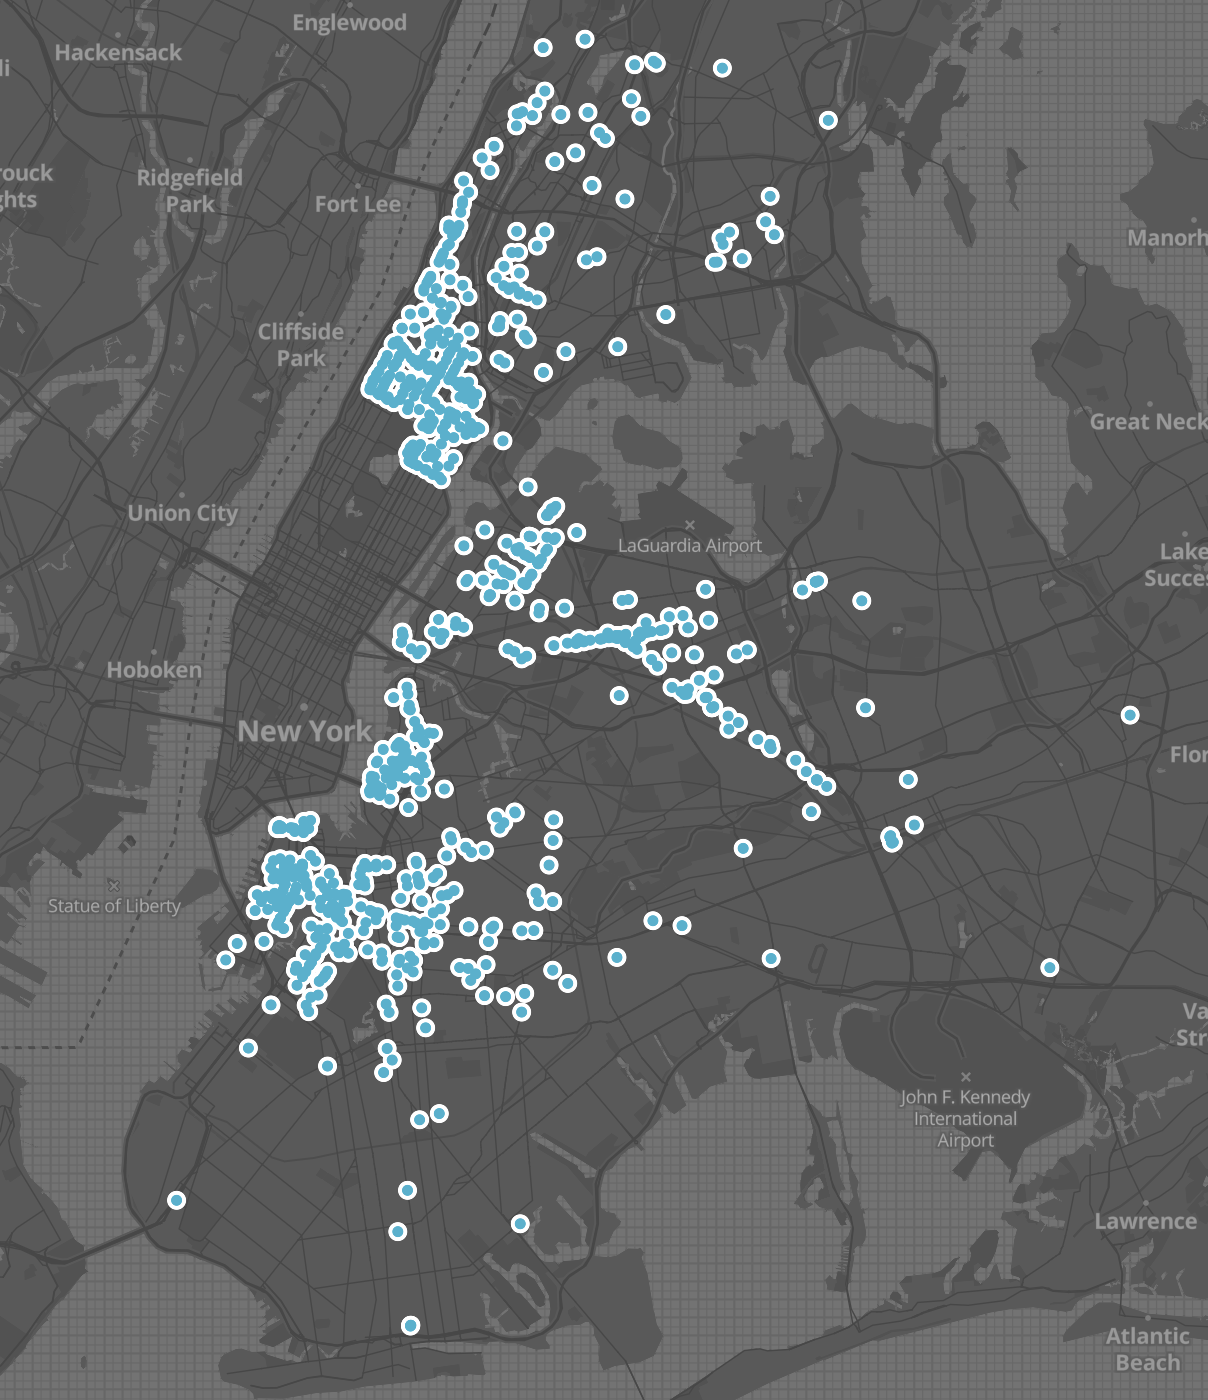 Englewood
Hackensack
Ridgefield
Park
Fort Lee
Manorh
Cliffside
Park
Great Neck
Union City
LaGuardia Airport
Lake
Succes
Hoboken
New York
Flor
Statue of Liberty
Va
Str
John F. Kennedy
International
Airport
Lawrence
Atlantic
Beach
li
rouck
ghts